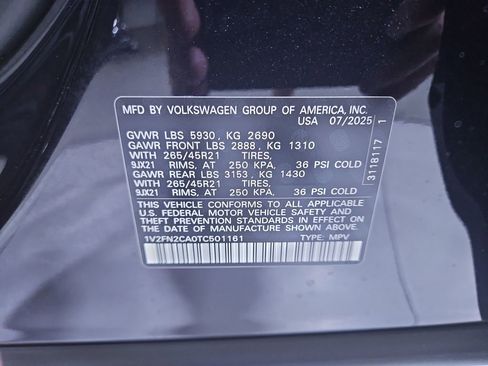 MFD BY VOLKSWAGEN GROUP OF AMERICA, INC.
USA 07/2025
GVWR LBS 5930, KG 2690
GAWR FRONT LBS 2888, KG 1310
WITH 265/45R21 TIRES,
9JX21 RIMS, AT 250 KPA, 36 PSI COLD
GAWR REAR LBS 3153, KG 1430
WITH 265/45R21 TIRES,
9JX21 RIMS, AT 250 KPA, 36 PSI COLD
THIS VEHICLE CONFORMS TO ALL APPLICABLE
U.S. FEDERAL MOTOR VEHICLE SAFETY AND
THEFT PREVENTION STANDARDS IN EFFECT ON
THE DATE OF MANUFACTURE SHOWN ABOVE.
1V2FN2CA0TC501161 TYPE: MPV
3118117 1